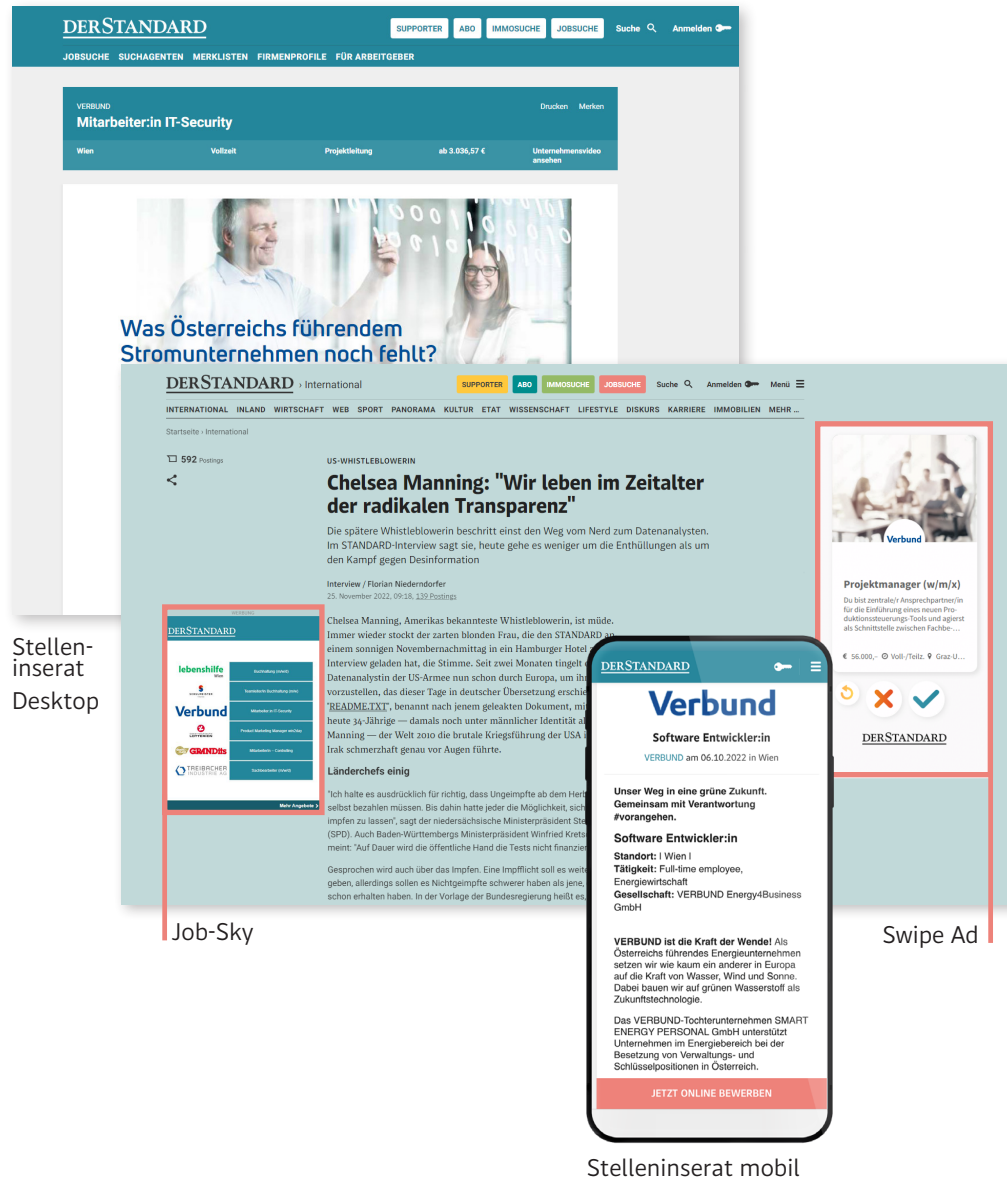 DERSTANDARD
SUPPORTER ABO IMMOSUCHE JOBSUCHE Suche Anmelden
JOBSUCHE SUCHAGENTEN MERKLISTEN FIRMENPROFILE FÜR ARBEITGEBER
VERBUND
Drucken Merken
Mitarbeiter:in IT-Security
Wien Vollzeit Projektleitung ab 3.036,57 € Unternehmensvideo
ansehen
Was Österreichs führendem
Stromunternehmen noch fehlt?
Stellen-
inserat
Desktop
DERSTANDARD › International
SUPPORTER ABO IMMOSUCHE JOBSUCHE Suche Anmelden Menü
INTERNATIONAL INLAND WIRTSCHAFT WEB SPORT PANORAMA KULTUR ETAT WISSENSCHAFT LIFESTYLE DISKURS KARRIERE IMMOBILIEN MEHR ...
Startseite › International
592 Postings
US-WHISTLEBLOWERIN
Chelsea Manning: "Wir leben im Zeitalter
der radikalen Transparenz"
Die spätere Whistleblowerin beschritt einst den Weg vom Nerd zum Datenanalysten.
Im STANDARD-Interview sagt sie, heute gehe es weniger um die Enthüllungen als um
den Kampf gegen Desinformation
Interview / Florian Niederndorfer
25. November 2022, 09:18, 139 Postings
Chelsea Manning, Amerikas bekannteste Whistleblowerin, ist müde.
Immer wieder stockt der zarten blonden Frau, die den STANDARD an
einem sonnigen Novembernachmittag in ein Hamburger Hotel
Interview geladen hat, die Stimme. Seit zwei Monaten tingelt
Datenanalystin der US-Armee nun schon durch Europa, um ih
vorzustellen, das dieser Tage in deutscher Übersetzung erschie
"README.TXT", benannt nach jenem geleakten Dokument, mi
heute 34-Jährige — damals noch unter männlicher Identität al
Manning — der Welt 2010 die brutale Kriegsführung der USA i
Irak schmerzhaft genau vor Augen führte.
Länderchefs einig
"Ich halte es ausdrücklich für richtig, dass Ungeimpfte ab dem Herb
selbst bezahlen müssen. Bis dahin hatte jeder die Möglichkeit, sich
impfen zu lassen", sagt der niedersächsische Ministerpräsident Ste
(SPD). Auch Baden-Württembergs Ministerpräsident Winfried Krets
meint: "Auf Dauer wird die öffentliche Hand die Tests nicht finanzier
Gesprochen wird auch über das Impfen. Eine Impfflicht soll es weite
geben, allerdings sollen es Nichtgeimpfte schwerer haben als jene,
schon erhalten haben. In der Vorlage der Bundesregierung heißt es,
WERBUNG
DERSTANDARD
lebenshilfe
Wien
Buchhaltung (m/w/d)
Verbund
Mitarbeiter:in IT-Security
LOTTERIEN
Product Marketing Manager win2day
GRANDits
Mitarbeiter:in - Controlling
TREIBACHER
INDUSTRIE AG
Sachbearbeiter (m/w/d)
Mehr Angebote
Job-Sky
Verbund
Projektmanager (w/m/x)
Du bist zentrale/r Ansprechpartner/in
für die Einführung eines neuen Pro-
duktionssteuerungs-Tools und agierst
als Schnittstelle zwischen Fachbe-...
€ 56.000,– Voll-/Teilz. Graz-U...
DERSTANDARD
Swipe Ad
DERSTANDARD
Verbund
Software Entwickler:in
VERBUND am 06.10.2022 in Wien
Unser Weg in eine grüne Zukunft.
Gemeinsam mit Verantwortung
#vorangehen.
Software Entwickler:in
Standort: | Wien |
Tätigkeit: Full-time employee,
Energiewirtschaft
Gesellschaft: VERBUND Energy4Business
GmbH
VERBUND ist die Kraft der Wende! Als
Österreichs führendes Energieunternehmen
setzen wir wie kaum ein anderer in Europa
auf die Kraft von Wasser, Wind und Sonne.
Dabei bauen wir auf grünen Wasserstoff als
Zukunftstechnologie.
Das VERBUND-Tochterunternehmen SMART
ENERGY PERSONAL GmbH unterstützt
Unternehmen im Energiebereich bei der
Besetzung von Verwaltungs- und
Schlüsselpositionen in Österreich.
JETZT ONLINE BEWERBEN
Stelleninserat mobil